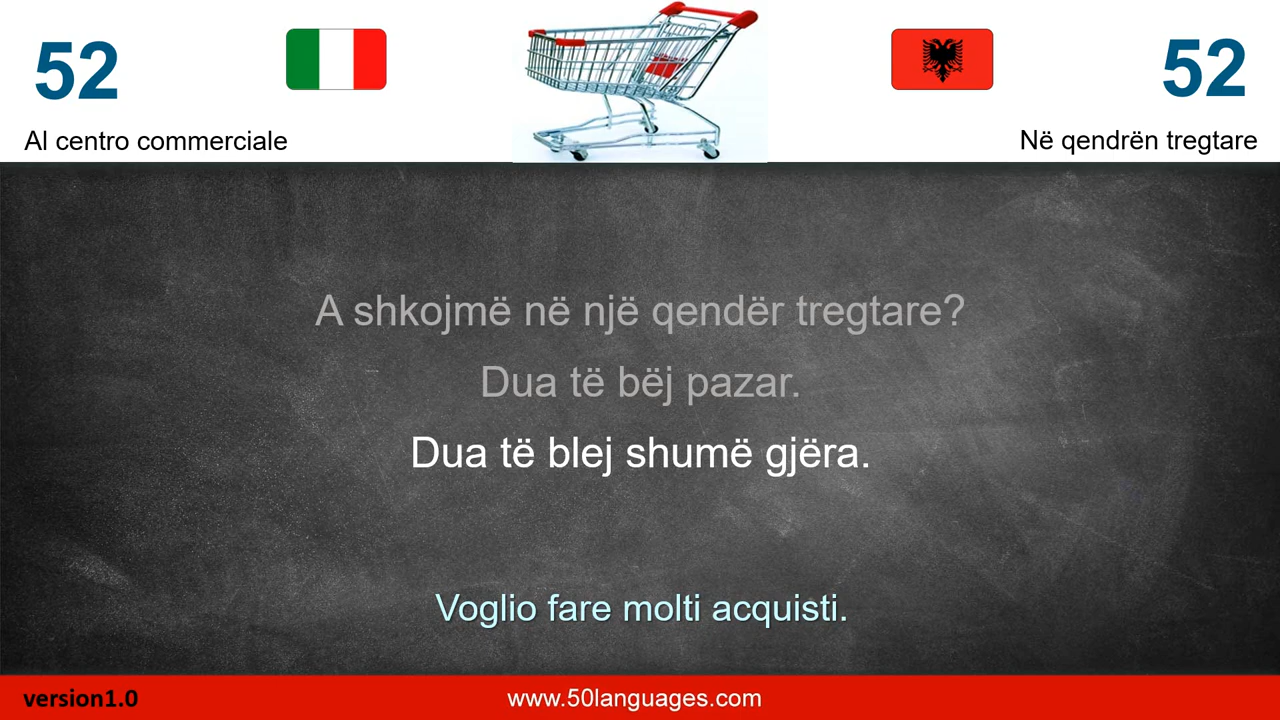 52
52
Al centro commerciale
Në qendrën tregtare
A shkojmë në një qendër tregtare?
Dua të bëj pazar.
Dua të blej shumë gjëra.
Voglio fare molti acquisti.
version1.0
www.50languages.com